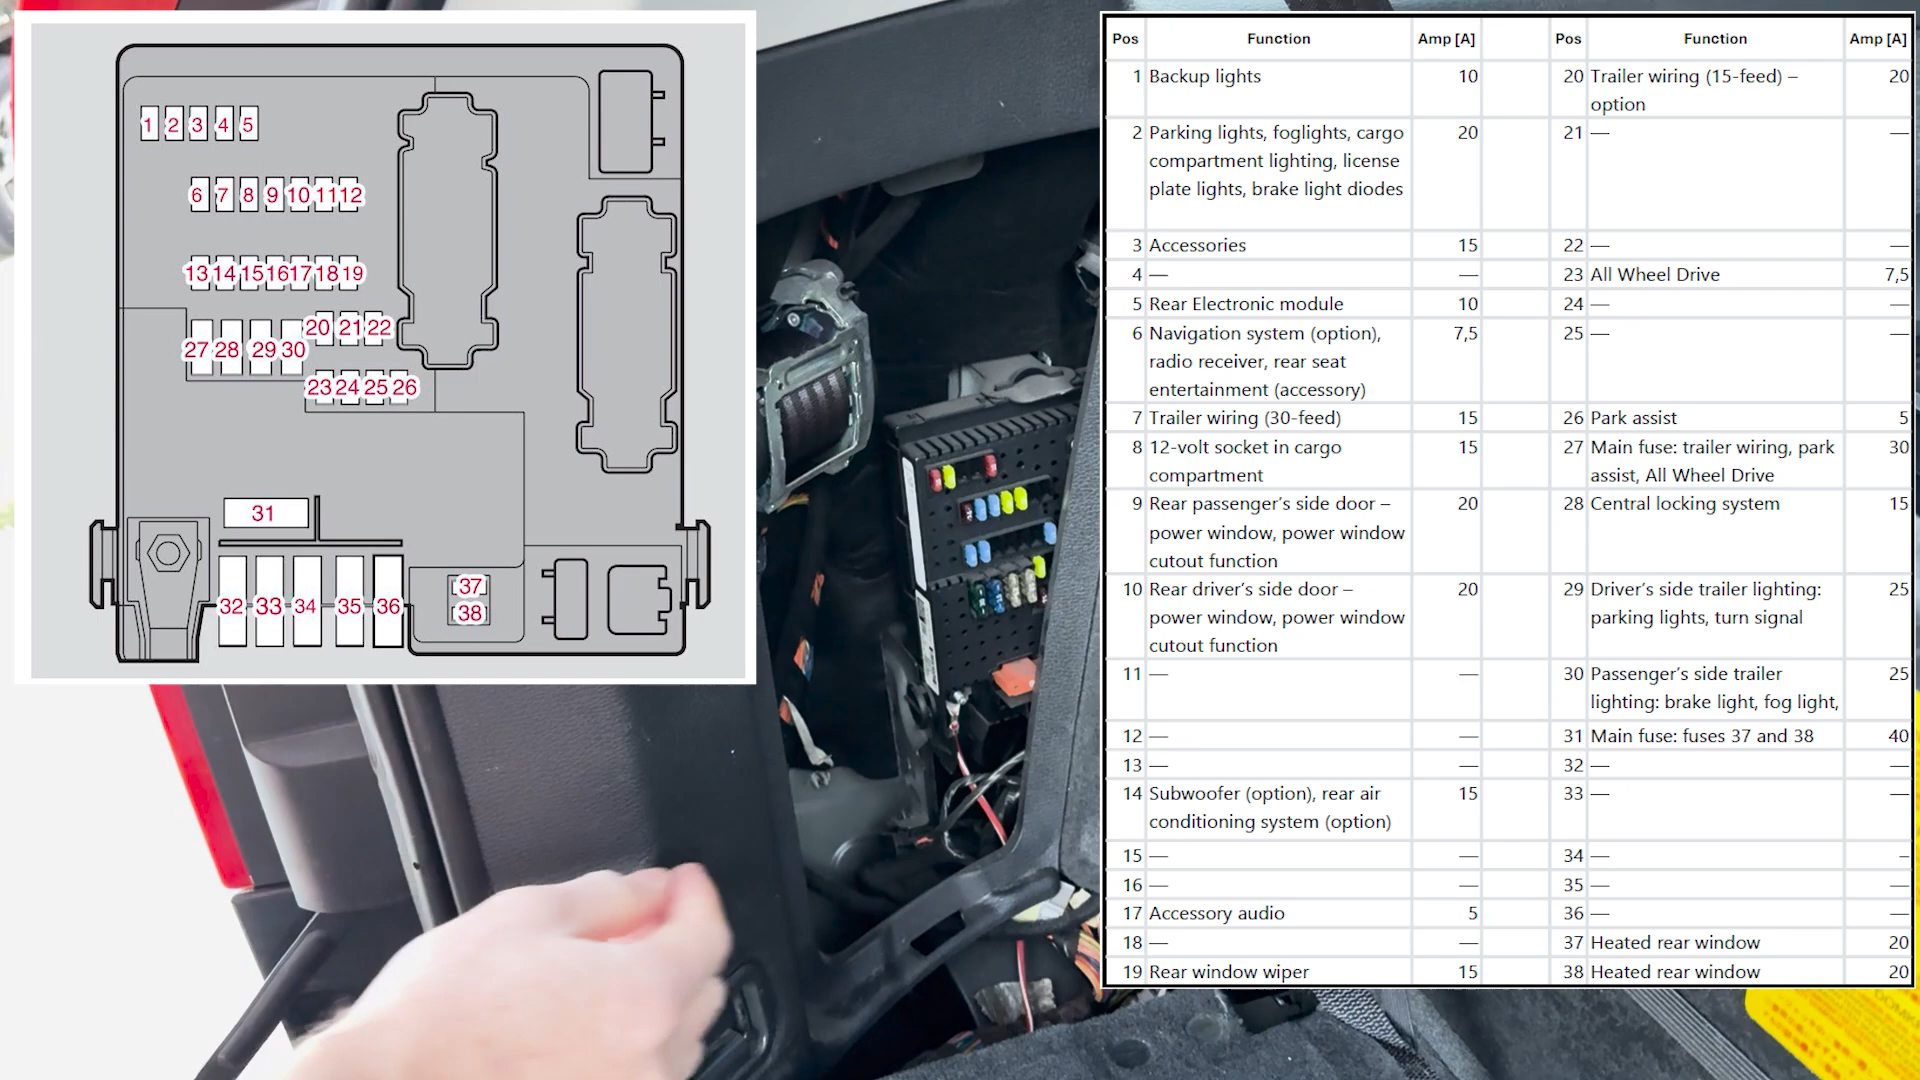 1 2 3 4 5
6 7 8 9 10 11 12
13 14 15 16 17 18 19
20 21 22
27 28 29 30
23 24 25 26
31
37
32 33 34 35 36 38
Pos Function Amp [A] Pos Function Amp [A]
1 Backup lights 10 20 Trailer wiring (15-feed) – 20
option
2 Parking lights, foglights, cargo 20 21 — —
compartment lighting, license
plate lights, brake light diodes
3 Accessories 15 22 — —
4 — — 23 All Wheel Drive 7,5
5 Rear Electronic module 10 24 —
6 Navigation system (option), 7,5 25 — —
radio receiver, rear seat
entertainment (accessory)
7 Trailer wiring (30-feed) 15 26 Park assist 5
8 12-volt socket in cargo 15 27 Main fuse: trailer wiring, park 30
compartment assist, All Wheel Drive
9 Rear passenger's side door – 20 28 Central locking system 15
power window, power window
cutout function
10 Rear driver's side door – 20 29 Driver's side trailer lighting: 25
power window, power window parking lights, turn signal
cutout function
11 — — 30 Passenger's side trailer 25
lighting: brake light, fog light,
12 — — 31 Main fuse: fuses 37 and 38 40
13 — — 32 — —
14 Subwoofer (option), rear air 15 33 — —
conditioning system (option)
15 — — 34 — –
16 — — 35 — —
17 Accessory audio 5 36 — —
18 — — 37 Heated rear window 20
19 Rear window wiper 15 38 Heated rear window 20